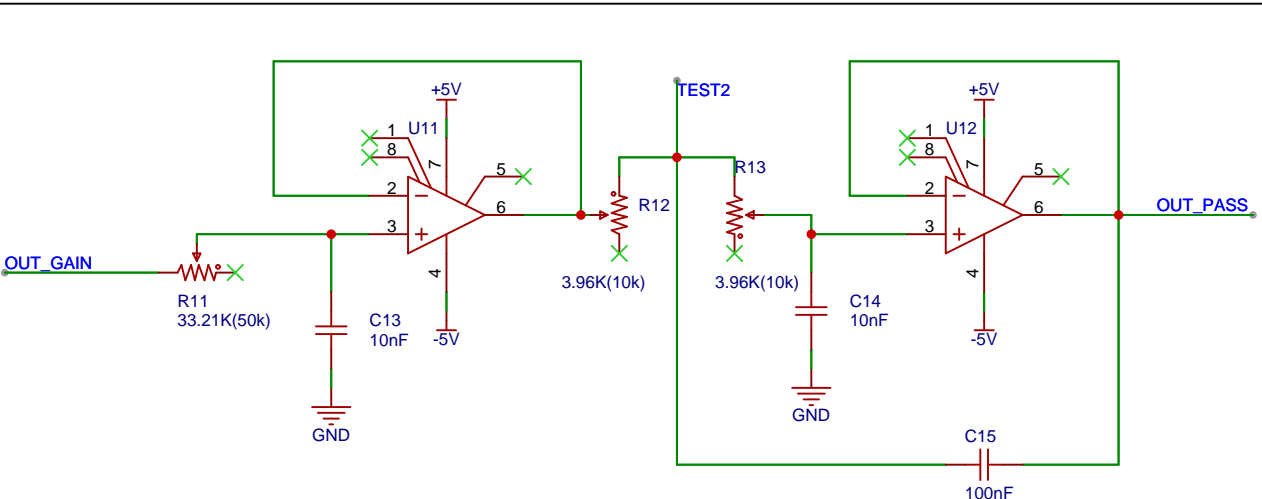 TEST2
+5V
+5V
1
U11
8
7
5
2
6
3
4
-5V
R12
3.96K(10k)
R13
3.96K(10k)
1
U12
8
7
5
2
6
3
4
-5V
OUT_PASS
OUT_GAIN
R11
33.21K(50k)
C13
10nF
GND
C14
10nF
GND
C15
100nF